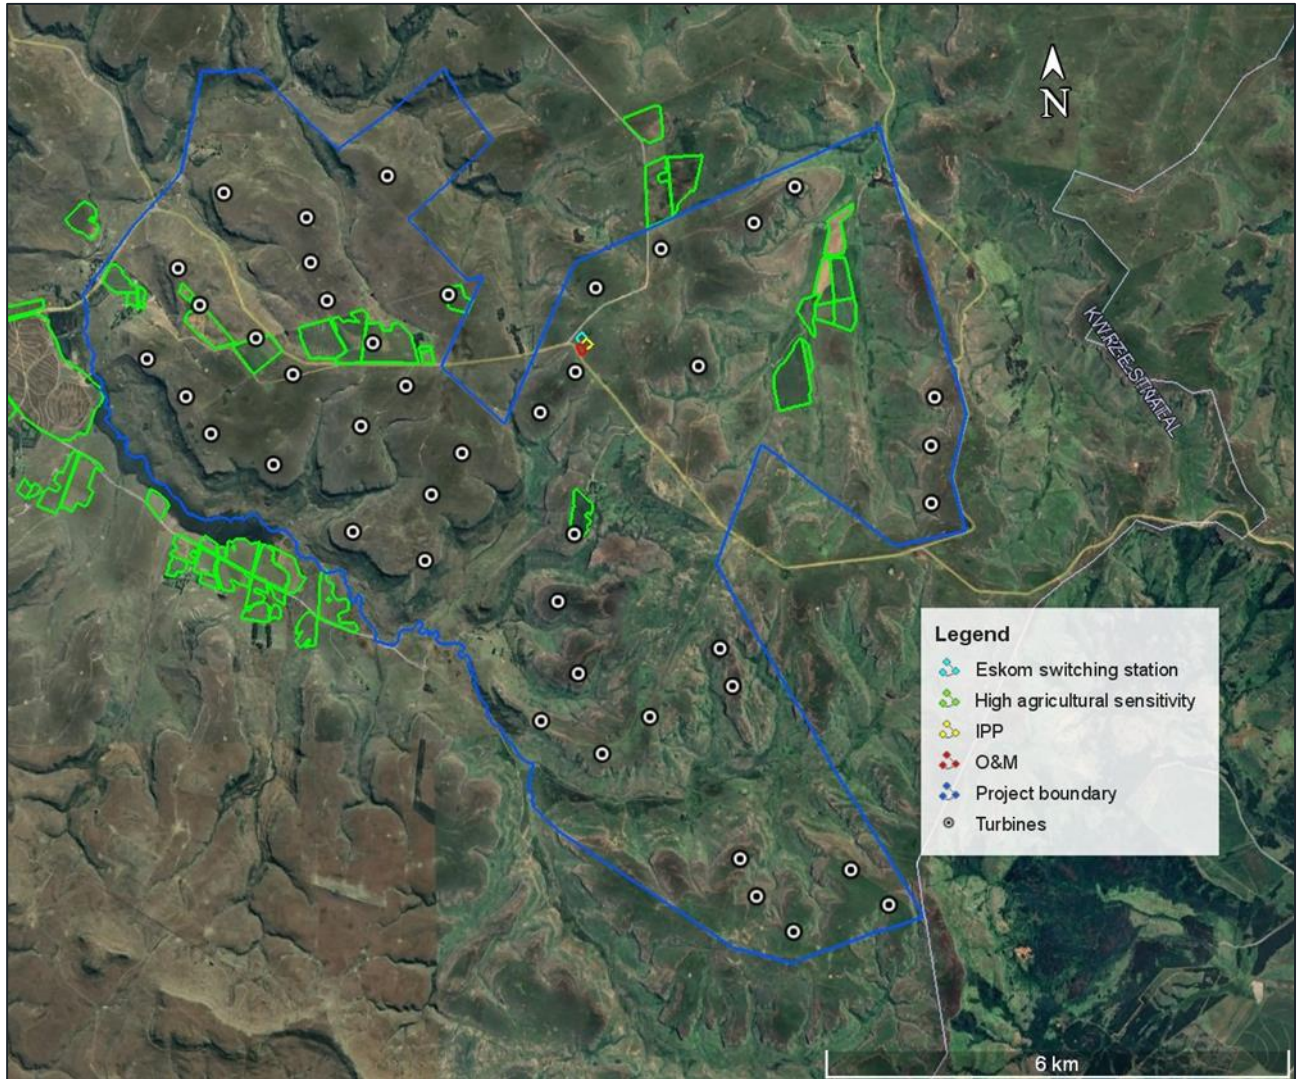 N
Legend
Eskom switching station
High agricultural sensitivity
IPP
O&M
Project boundary
Turbines
6 km